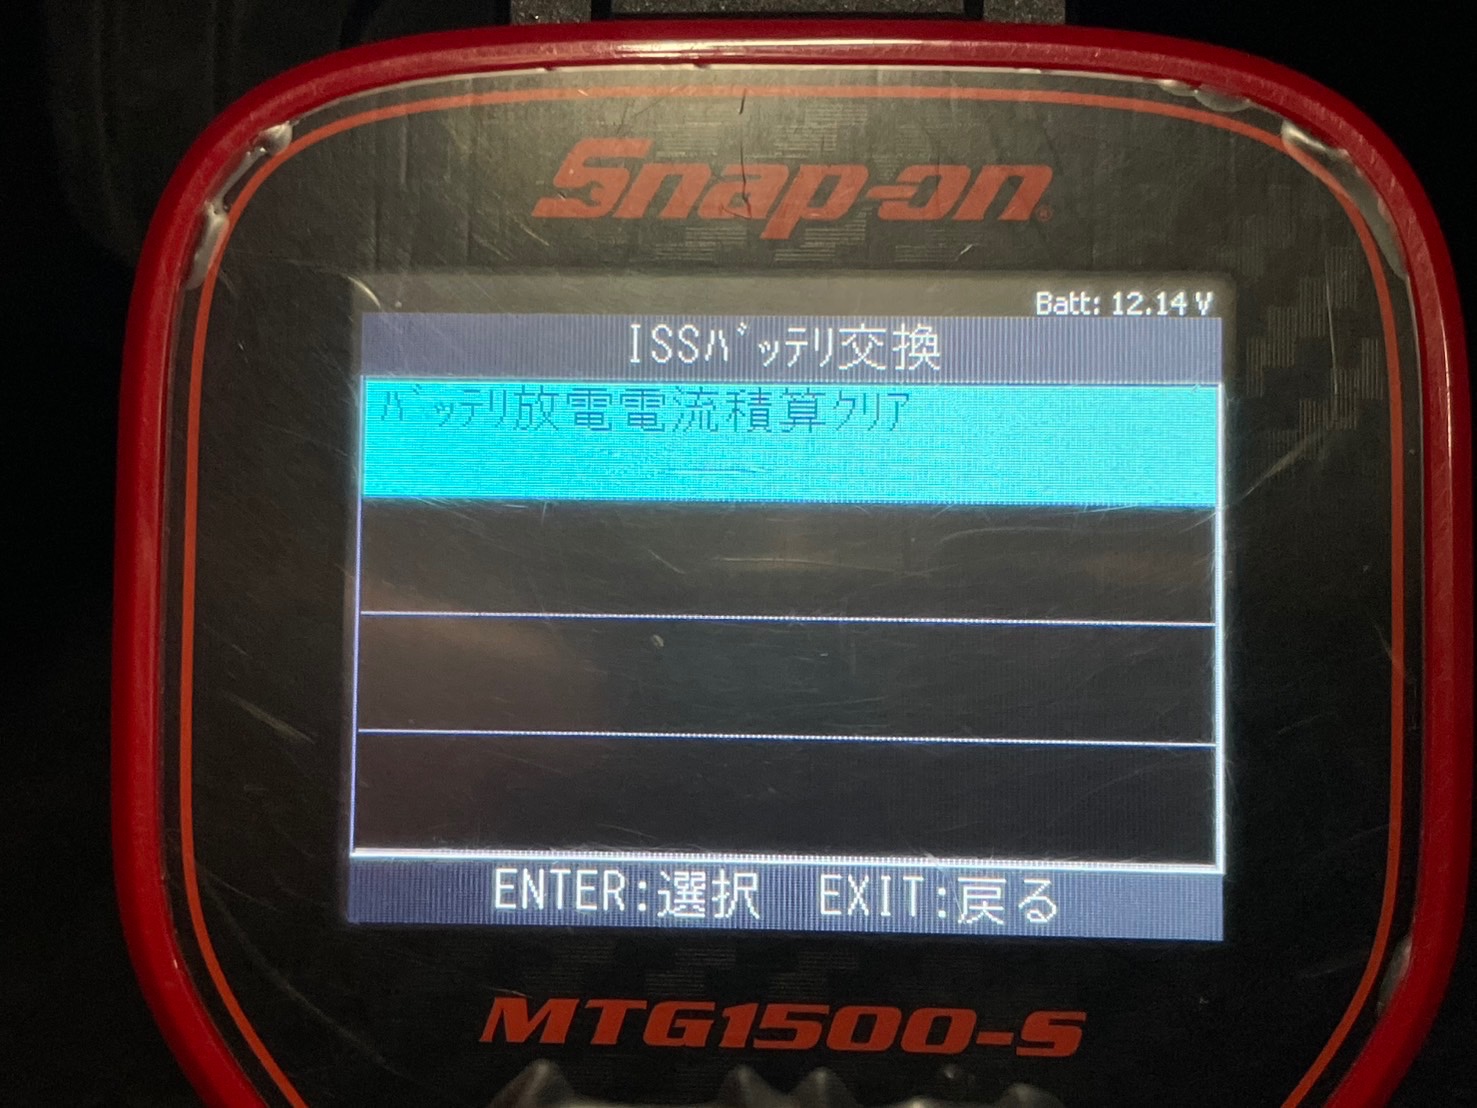 Snap-on®
Batt: 12.14 V
ISSバッテリ交換
バッテリ放電電流積算クリア
ENTER:選択 EXIT:戻る
MTG1500-S